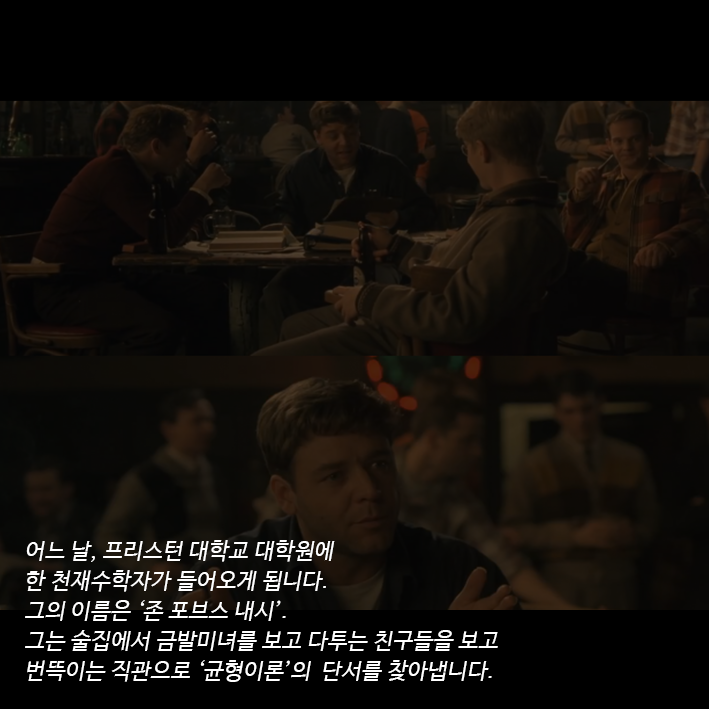 어느 날, 프리스턴 대학교 대학원에
한 천재수학자가 들어오게 됩니다.
그의 이름은 ‘존 포브스 내시’.
그는 술집에서 금발미녀를 보고 다투는 친구들을 보고
번뜩이는 직관으로 ‘균형이론’의 단서를 찾아냅니다.